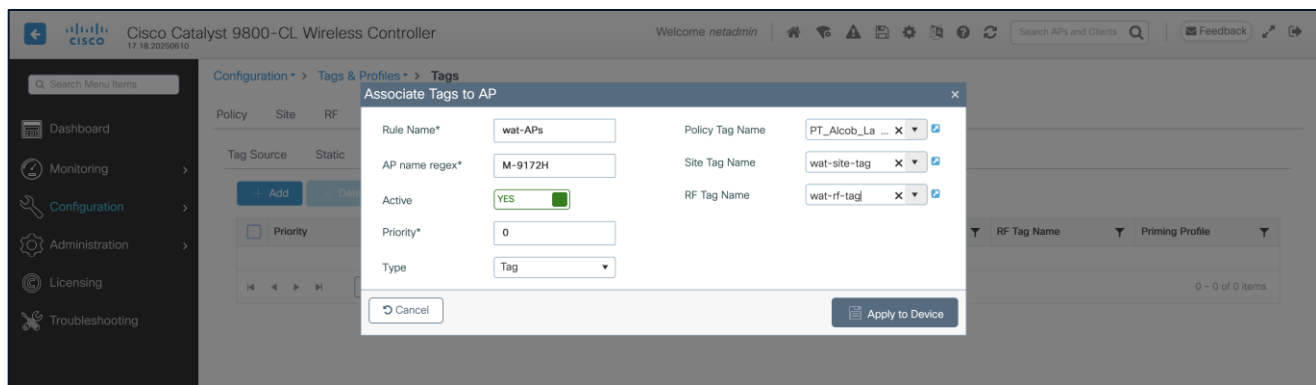 Cisco Catalyst 9800-CL Wireless Controller
CISCO
17.18.20250610
Welcome netadmin
Search APs and Clients
Feedback
Search Menu Items
Dashboard
Monitoring
Configuration
Administration
Licensing
Troubleshooting
Configuration > Tags & Profiles > Tags
Policy Site RF
Tag Source Static
+ Add
Priority
RF Tag Name
Priming Profile
0 - 0 of 0 items
Associate Tags to AP
Rule Name* wat-APs
AP name regex* M-9172H
Active YES
Priority* 0
Type Tag
Policy Tag Name PT_Alcob_La ...
Site Tag Name wat-site-tag
RF Tag Name wat-rf-tag
Cancel
Apply to Device